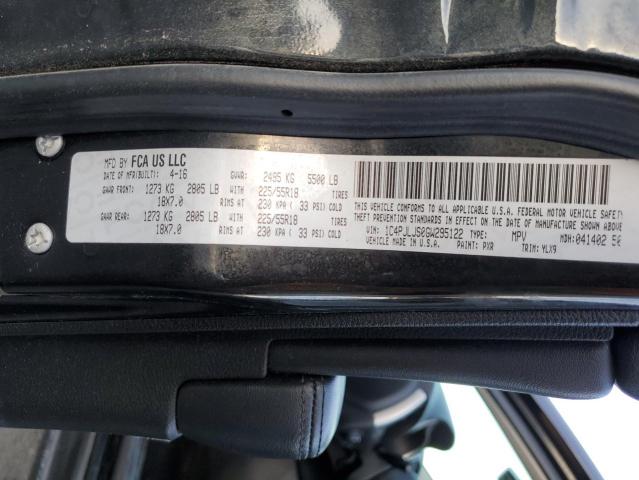 MFD BY FCA US LLC
DATE OF MFR(BUILT): 4-16 GVWR: 2495 KG 5500 LB
GAWR FRONT: 1273 KG 2805 LB WITH 225/55R18 TIRES
18X7.0 RIMS AT 230 KPA ( 33 PSI) COLD
GAWR REAR: 1273 KG 2805 LB WITH 225/55R18 TIRES
18X7.0 RIMS AT 230 KPA ( 33 PSI) COLD
THIS VEHICLE CONFORMS TO ALL APPLICABLE U.S.A. FEDERAL MOTOR VEHICLE SAFETY
THEFT PREVENTION STANDARDS IN EFFECT ON THE DATE OF MANUFACTURE SHOWN ABOVE
VIN: 1C4PJLJS0GW295122 TYPE: MPV MDH:041402
VEHICLE MADE IN U.S.A. PAINT: PXR TRIM: YLX9